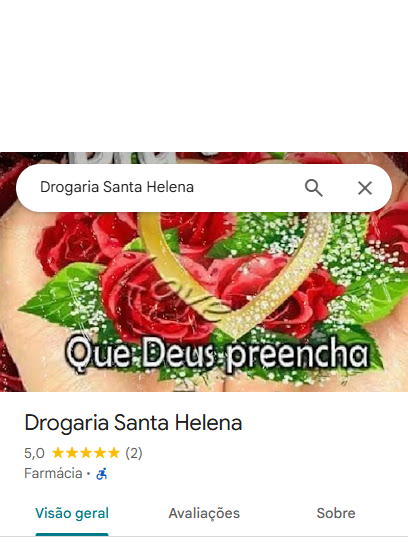 Drogaria Santa Helena
Love
Que Deus preencha
Drogaria Santa Helena
5,0 ★★★★★ (2)
Farmácia ·
Visão geral Avaliações Sobre